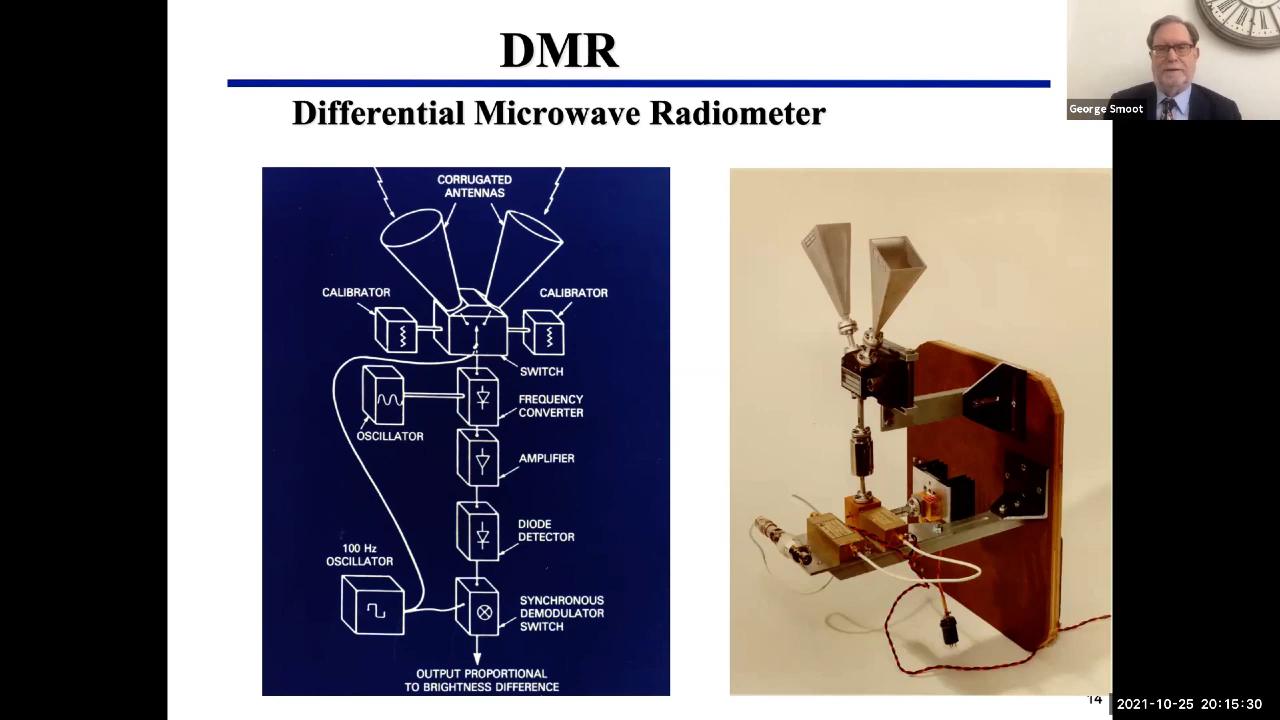 DMR
Differential Microwave Radiometer
George Smoot
CORRUGATED
ANTENNAS
CALIBRATOR
CALIBRATOR
SWITCH
FREQUENCY
CONVERTER
OSCILLATOR
AMPLIFIER
DIODE
DETECTOR
100 Hz
OSCILLATOR
SYNCHRONOUS
DEMODULATOR
SWITCH
OUTPUT PROPORTIONAL
TO BRIGHTNESS DIFFERENCE
14
2021-10-25 20:15:30